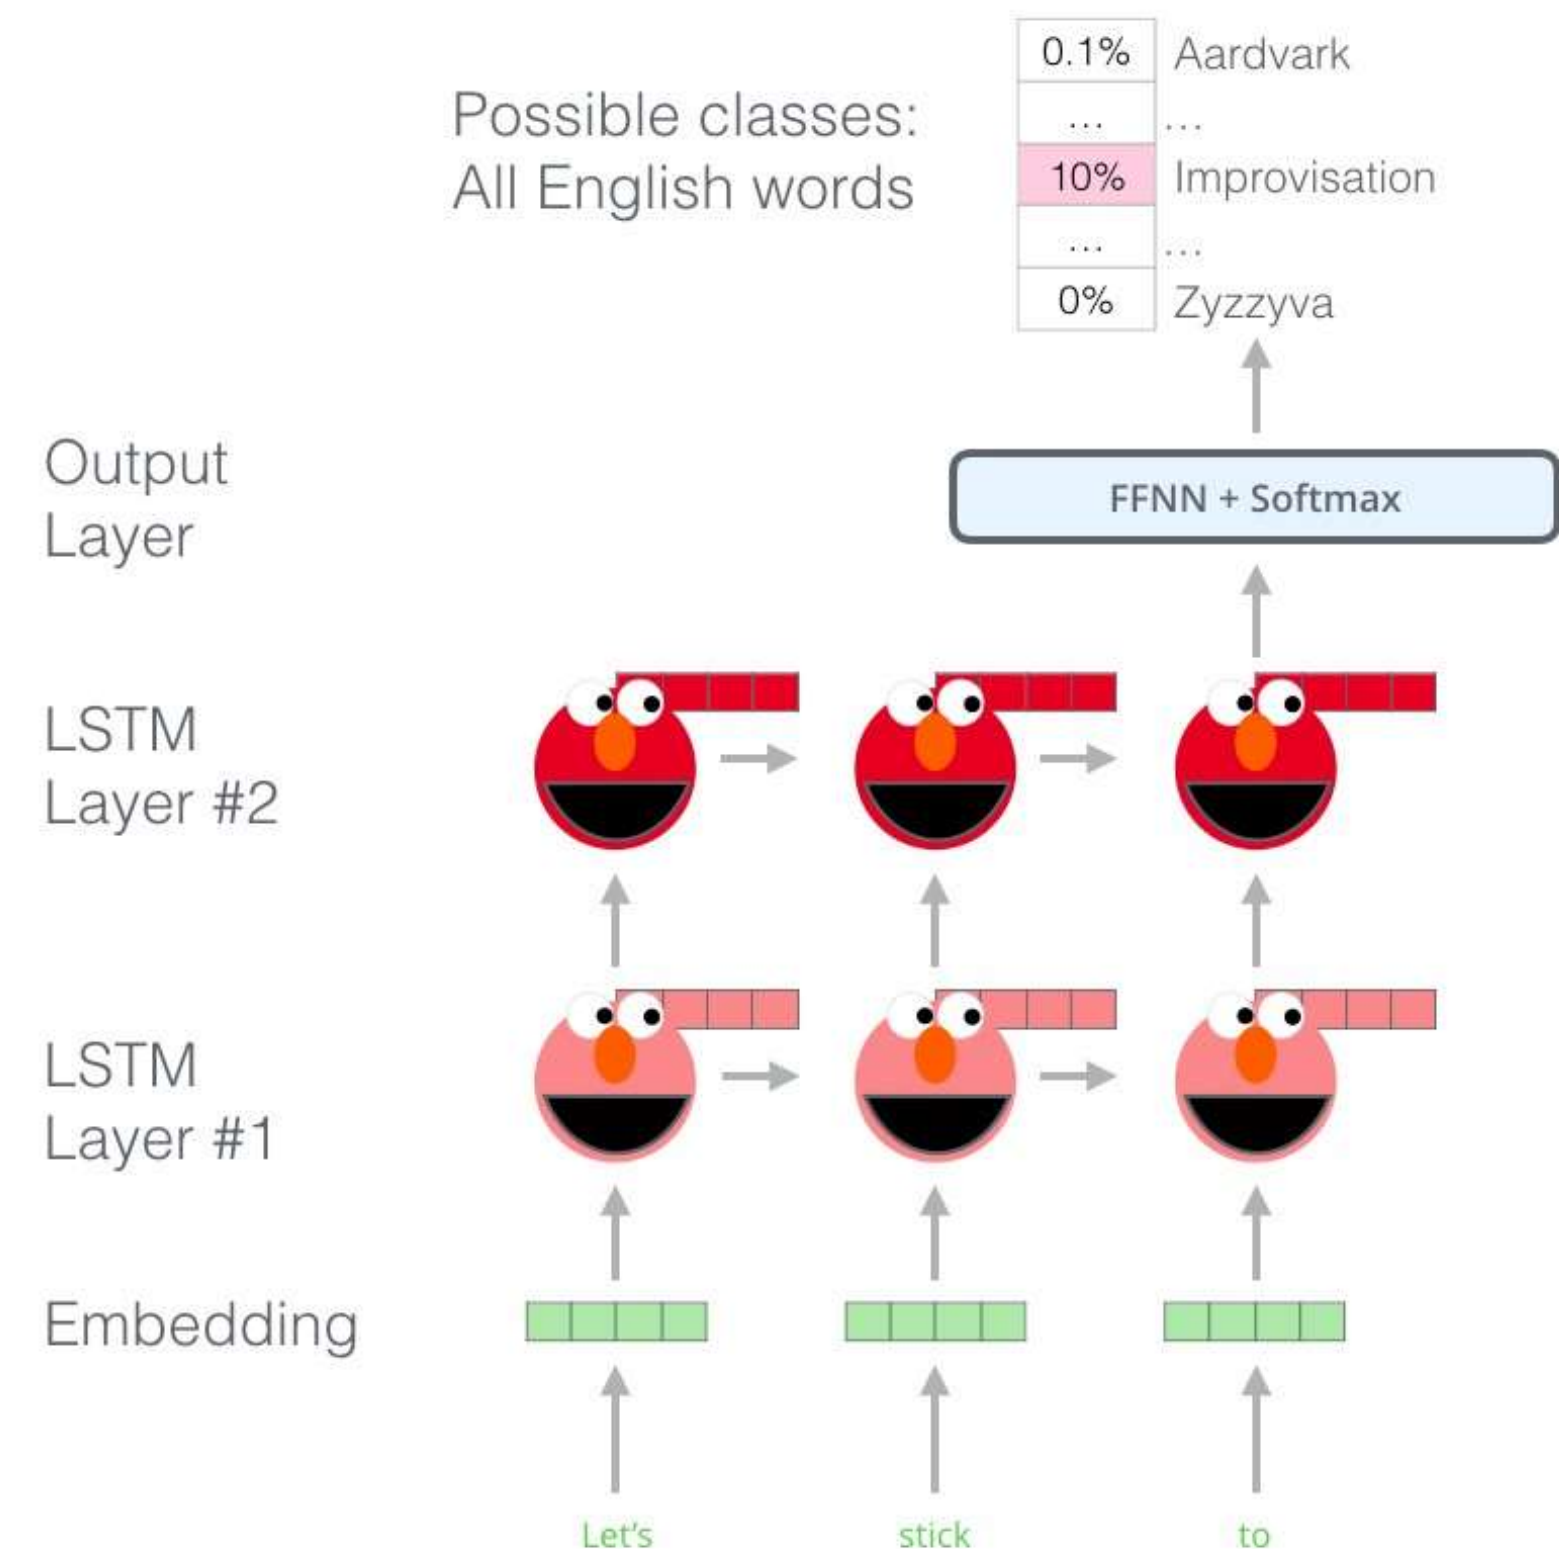 0.1% Aardvark
... ...
10% Improvisation
... ...
0% Zyzzyva
Possible classes:
All English words
Output
Layer
FFNN + Softmax
LSTM
Layer #2
LSTM
Layer #1
Embedding
Let's stick to